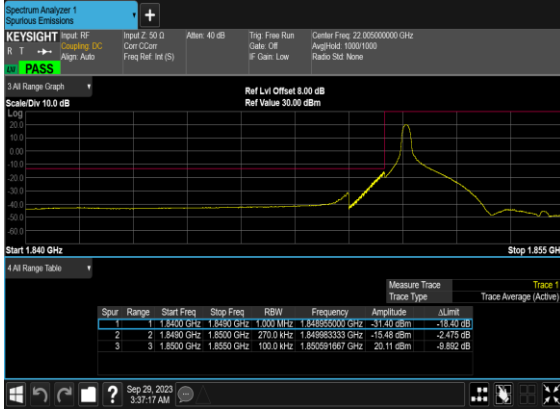 Spectrum Analyzer 1
Spurious Emissions
+
KEYSIGHT Input: RF Input Z: 50 Ω Atten: 40 dB Trig: Free Run Center Freq: 22.005000000 GHz
R T Coupling: DC Corr CCorr Gate: Off Avg|Hold: 1000/1000
Align: Auto Freq Ref: Int (S) IF Gain: Low Radio Std: None
LXI PASS
3 All Range Graph Ref Lvl Offset 8.00 dB
Scale/Div 10.0 dB Ref Value 30.00 dBm
Log
20.0
10.0
0.00
-10.0
-20.0
-30.0
-40.0
-50.0
-60.0
Start 1.840 GHz Stop 1.855 GH
4 All Range Table
Measure Trace Trace 1
Trace Type Trace Average (Active)
Spur Range Start Freq Stop Freq RBW Frequency Amplitude ΔLimit
1 1 1.8400 GHz 1.8490 GHz 1.000 MHz 1.848955000 GHz -31.40 dBm -18.40 dB
2 2 1.8490 GHz 1.8500 GHz 270.0 kHz 1.849983333 GHz -15.48 dBm -2.475 dB
3 3 1.8500 GHz 1.8550 GHz 100.0 kHz 1.850591667 GHz 20.11 dBm -9.892 dB
? Sep 29, 2023
3:37:17 AM